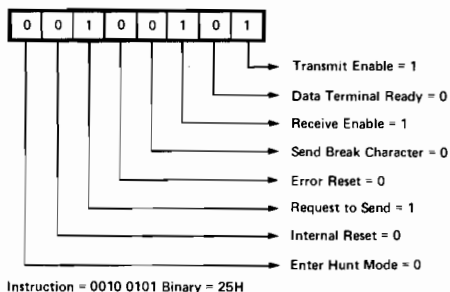 0 0 1 0 0 1 0 1
Transmit Enable = 1
Data Terminal Ready = 0
Receive Enable = 1
Send Break Character = 0
Error Reset = 0
Request to Send = 1
Internal Reset = 0
Enter Hunt Mode = 0
Instruction = 0010 0101 Binary = 25H